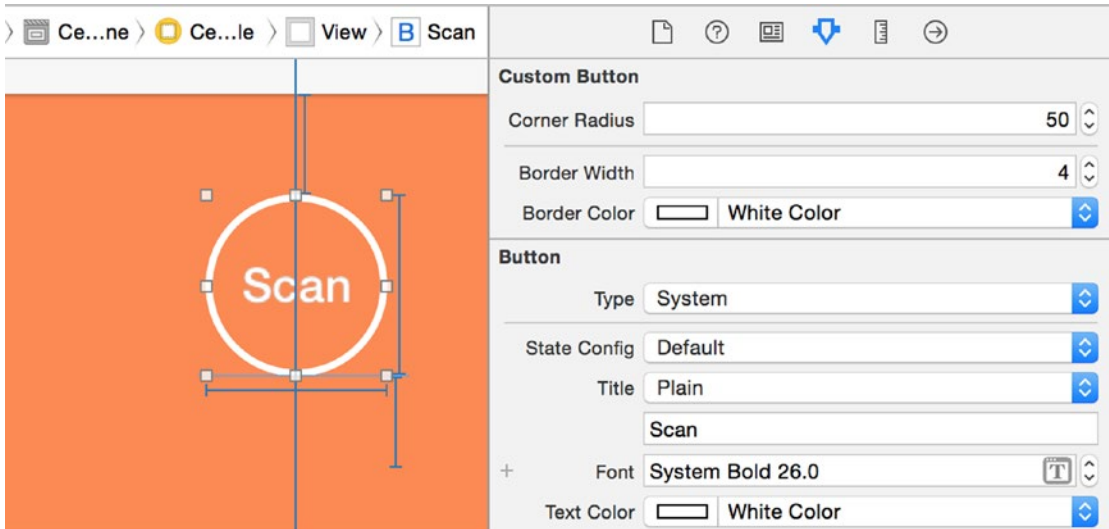 Ce...ne Ce...le View B Scan
Custom Button
Corner Radius 50
Border Width 4
Border Color White Color
Button
Scan
Type System
State Config Default
Title Plain
Scan
Font System Bold 26.0 T
Text Color White Color